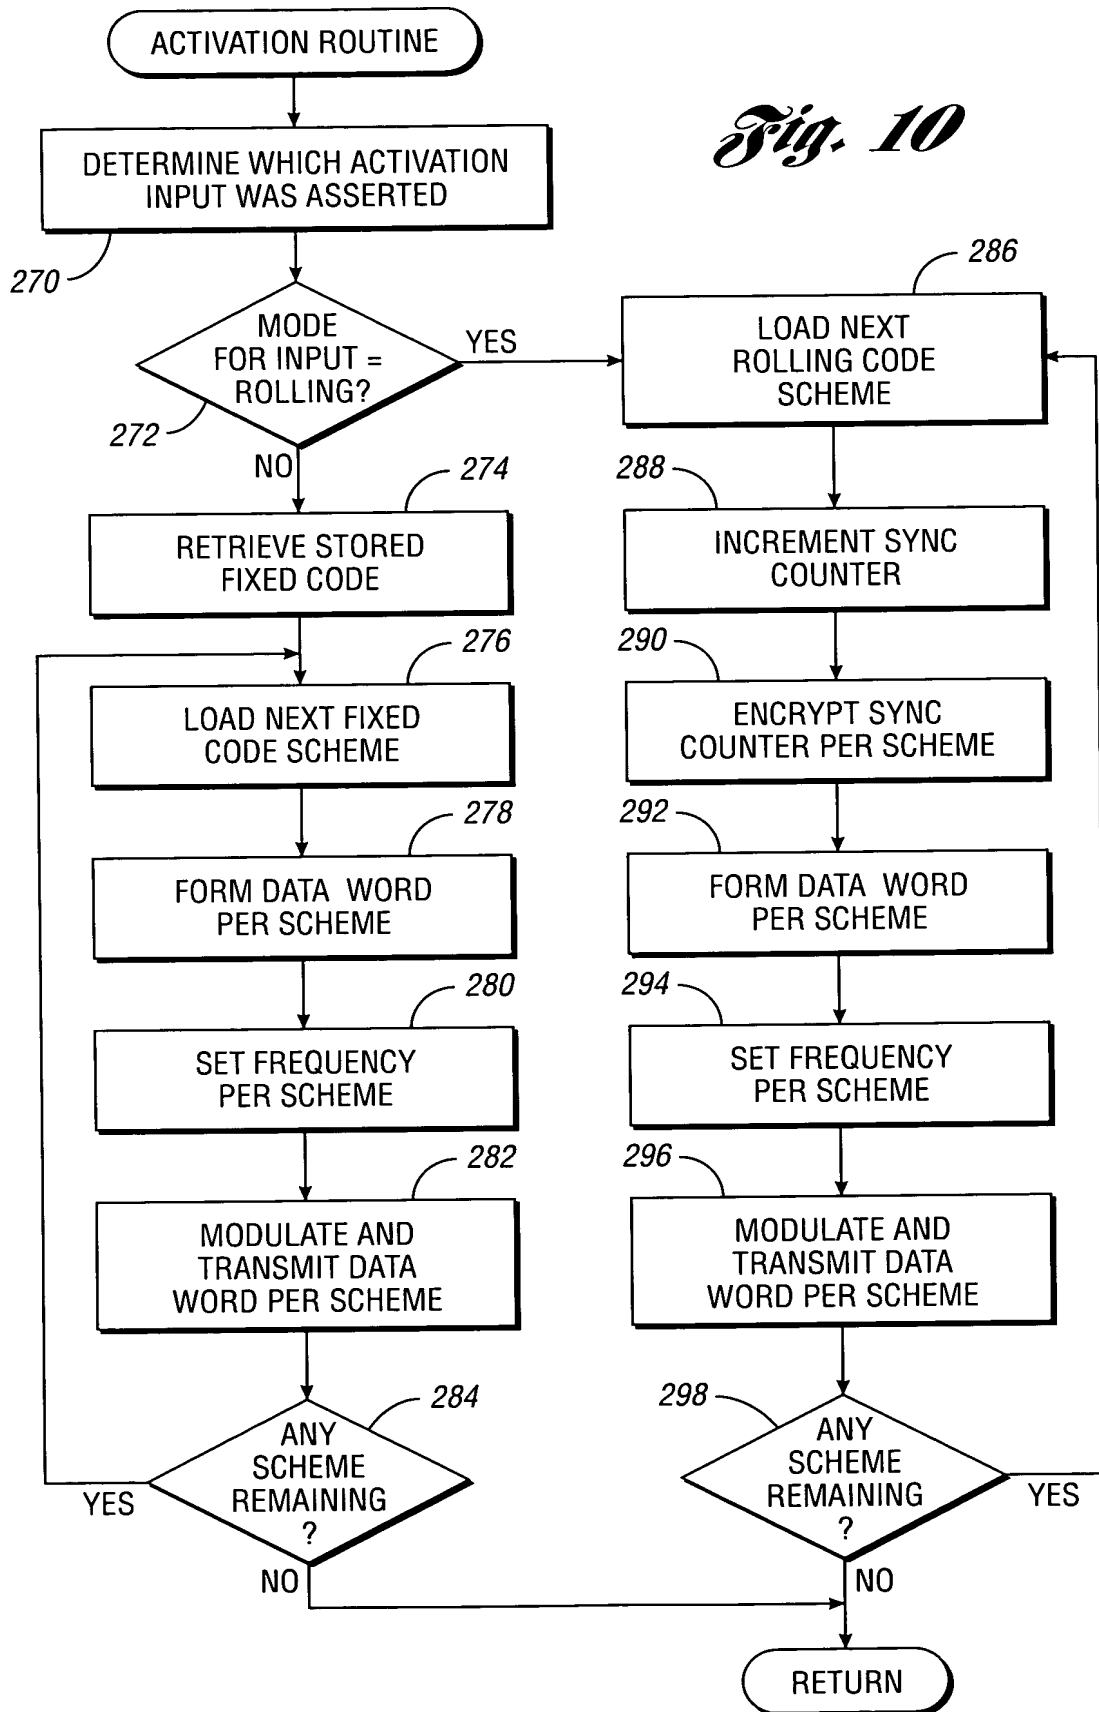 ACTIVATION ROUTINE
Fig. 10
DETERMINE WHICH ACTIVATION
INPUT WAS ASSERTED
270
MODE
FOR INPUT =
ROLLING?
272
YES
NO
274
RETRIEVE STORED
FIXED CODE
276
LOAD NEXT FIXED
CODE SCHEME
278
FORM DATA WORD
PER SCHEME
280
SET FREQUENCY
PER SCHEME
282
MODULATE AND
TRANSMIT DATA
WORD PER SCHEME
284
ANY
SCHEME
REMAINING
?
YES
NO
286
LOAD NEXT
ROLLING CODE
SCHEME
288
INCREMENT SYNC
COUNTER
290
ENCRYPT SYNC
COUNTER PER SCHEME
292
FORM DATA WORD
PER SCHEME
294
SET FREQUENCY
PER SCHEME
296
MODULATE AND
TRANSMIT DATA
WORD PER SCHEME
298
ANY
SCHEME
REMAINING
?
YES
NO
RETURN